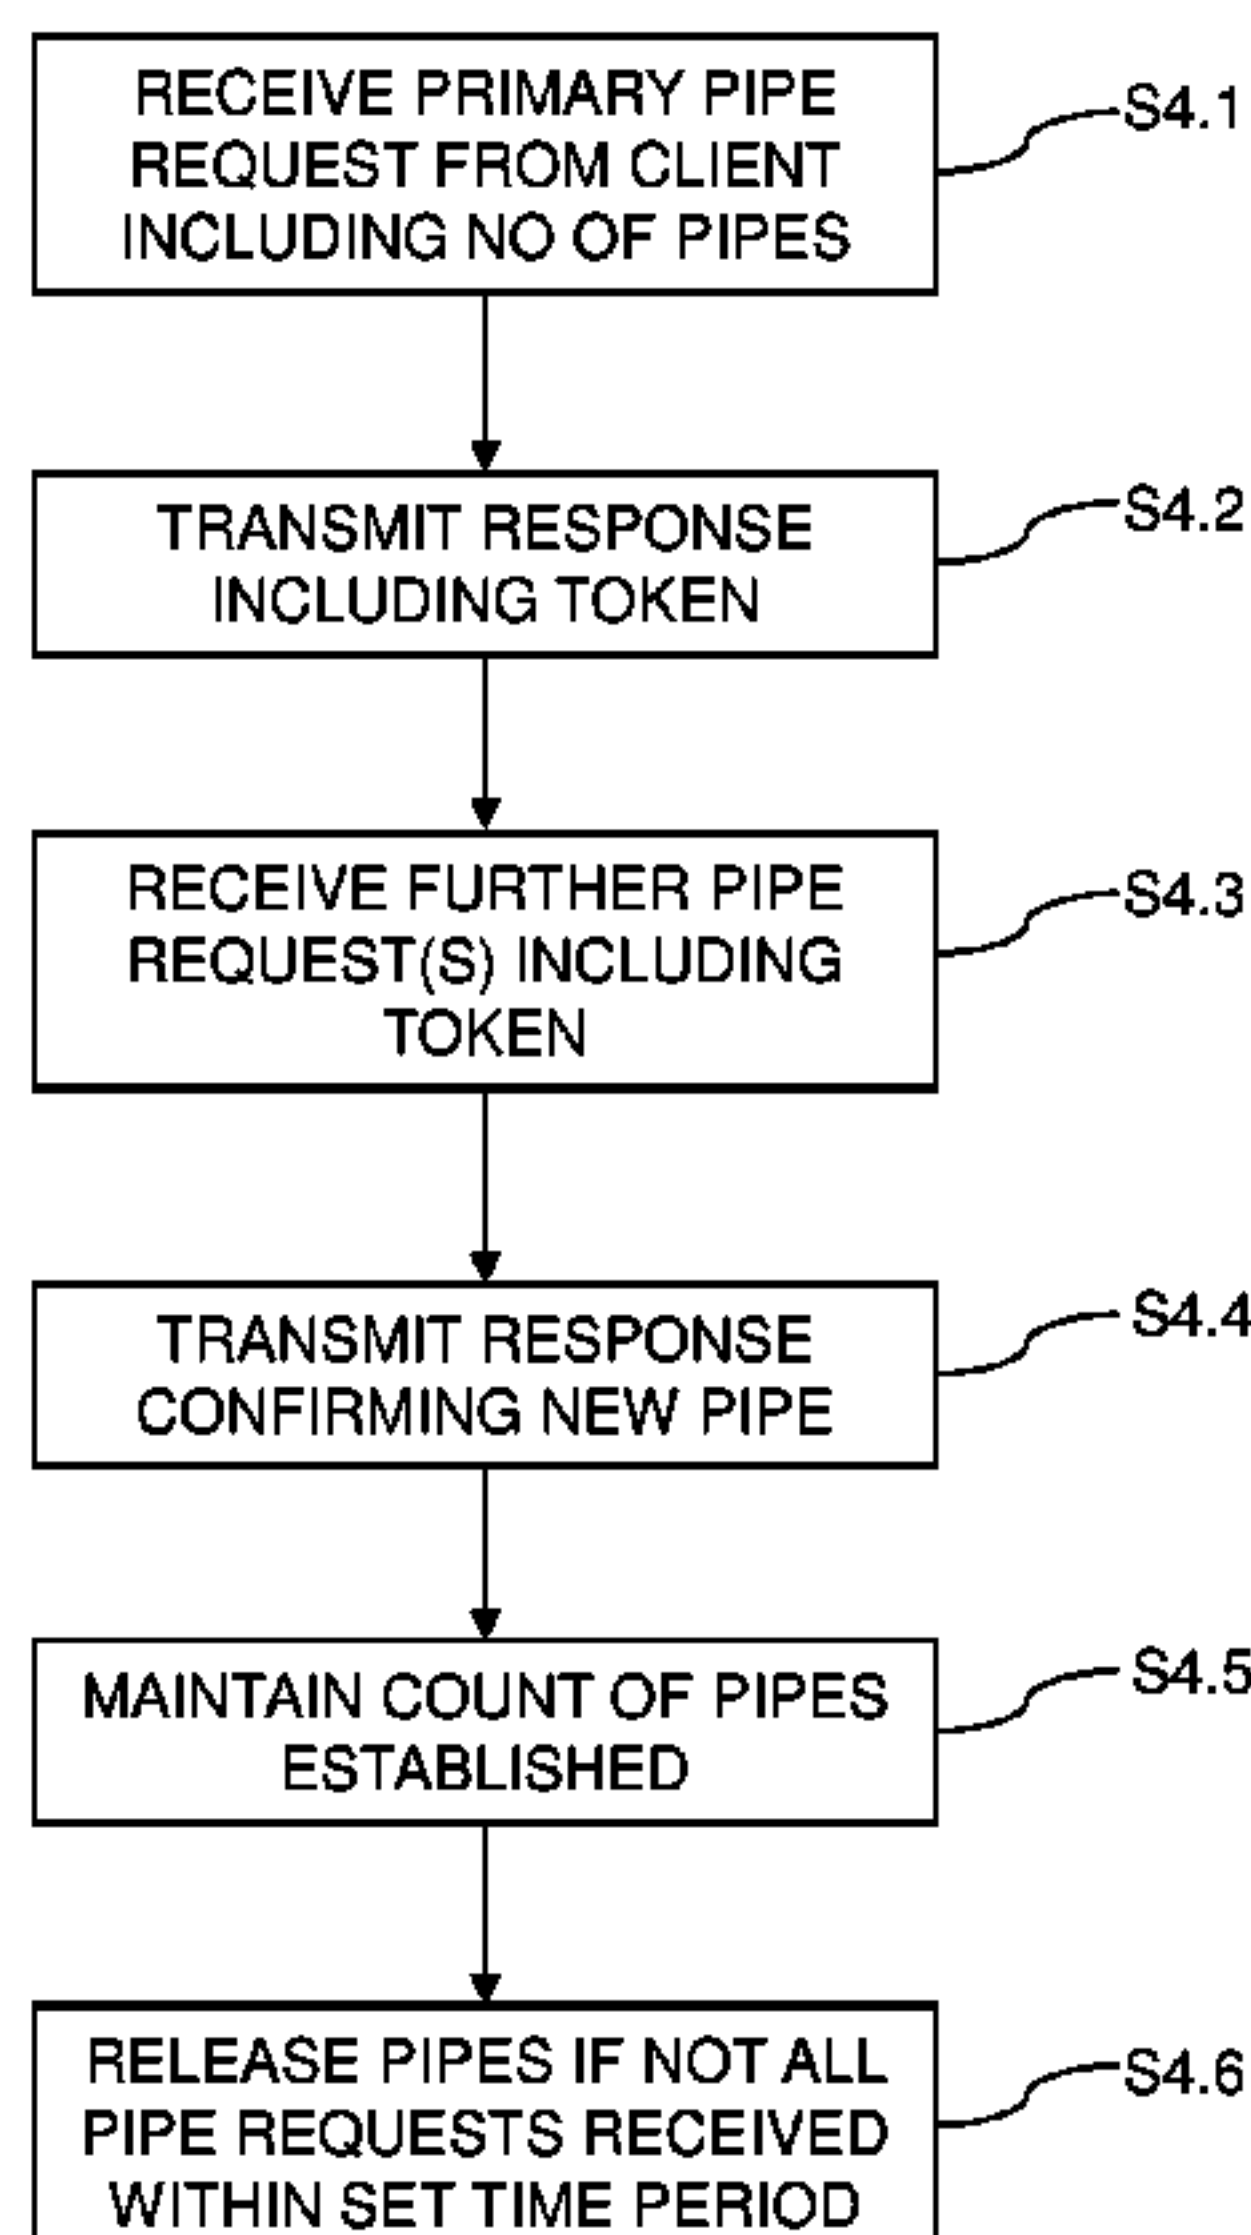 RECEIVE PRIMARY PIPE
REQUEST FROM CLIENT
INCLUDING NO OF PIPES
S4.1
TRANSMIT RESPONSE
INCLUDING TOKEN
S4.2
RECEIVE FURTHER PIPE
REQUEST(S) INCLUDING
TOKEN
S4.3
TRANSMIT RESPONSE
CONFIRMING NEW PIPE
S4.4
MAINTAIN COUNT OF PIPES
ESTABLISHED
S4.5
RELEASE PIPES IF NOT ALL
PIPE REQUESTS RECEIVED
WITHIN SET TIME PERIOD
S4.6